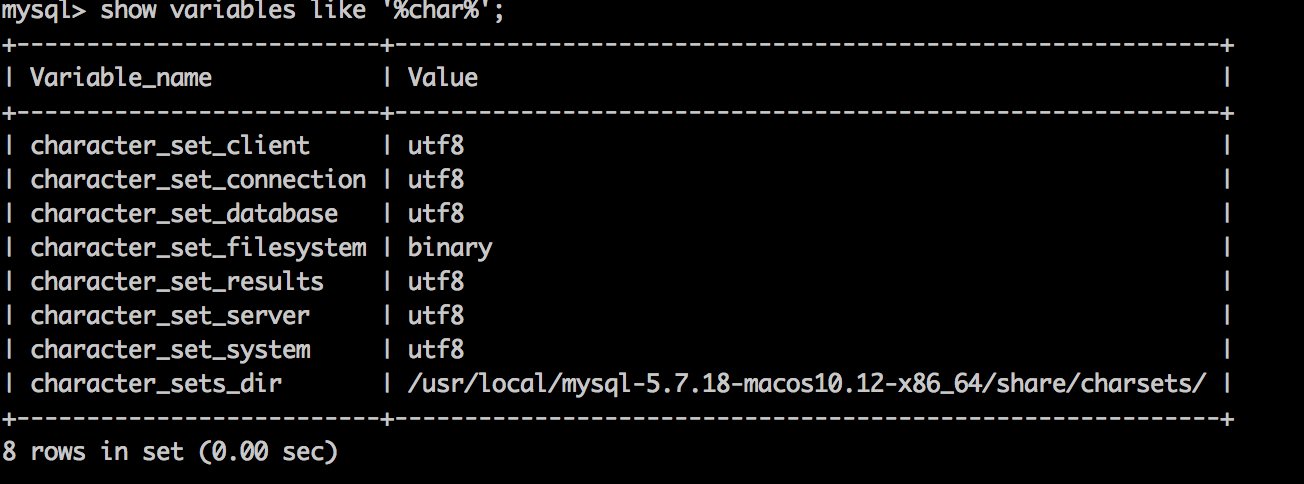 mysql> show variables like '%char%';
+--------------------------+-----------------------------------------------------------+
| Variable_name            | Value                                                     |
+--------------------------+-----------------------------------------------------------+
| character_set_client     | utf8                                                      |
| character_set_connection | utf8                                                      |
| character_set_database   | utf8                                                      |
| character_set_filesystem | binary                                                    |
| character_set_results    | utf8                                                      |
| character_set_server     | utf8                                                      |
| character_set_system     | utf8                                                      |
| character_sets_dir       | /usr/local/mysql-5.7.18-macos10.12-x86_64/share/charsets/ |
+--------------------------+-----------------------------------------------------------+
8 rows in set (0.00 sec)